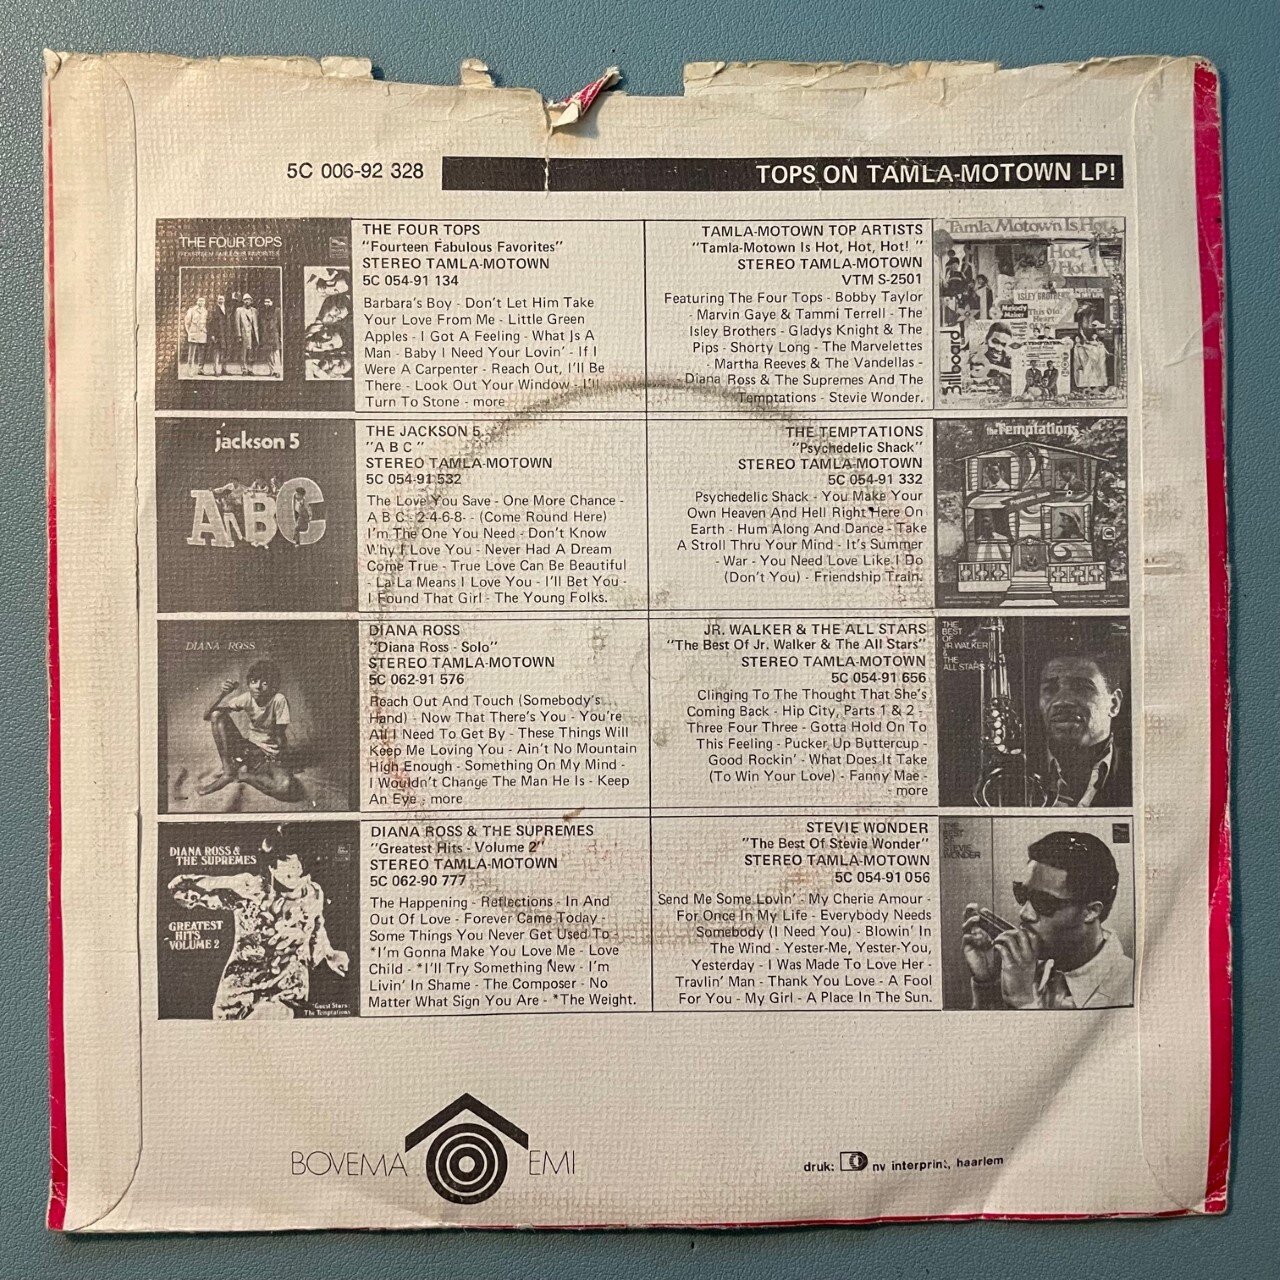 5C 006-92 328
TOPS ON TAMLA-MOTOWN LP!
THE FOUR TOPS
FOURTEEN FABULOUS FAVORITES
THE FOUR TOPS
"Fourteen Fabulous Favorites"
STEREO TAMLA-MOTOWN
5C 054-91 134
Barbara's Boy - Don't Let Him Take
Your Love From Me - Little Green
Apples - I Got A Feeling - What Js A
Man - Baby I Need Your Lovin' - If I
Were A Carpenter - Reach Out, I'll Be
There - Look Out Your Window - I'll
Turn To Stone - more
TAMLA-MOTOWN TOP ARTISTS
"Tamla-Motown Is Hot, Hot, Hot! "
STEREO TAMLA-MOTOWN
VTM S-2501
Featuring The Four Tops - Bobby Taylor
- Marvin Gaye & Tammi Terrell - The
Isley Brothers - Gladys Knight & The
Pips - Shorty Long - The Marvelettes
- Martha Reeves & The Vandellas -
Diana Ross & The Supremes And The
Temptations - Stevie Wonder.
Tamla Motown Is Hot,
Hot,
Hot!
ISLEY BROTHERS
This Old
Heart
Of
TEMPTATIONS
Billboard
jackson 5
ABC
THE JACKSON 5
"A B C "
STEREO TAMLA-MOTOWN
5C 054-91 532
The Love You Save - One More Chance -
A B C - 2-4-6-8- - (Come Round Here)
I'm The One You Need - Don't Know
Why I Love You - Never Had A Dream
Come True - True Love Can Be Beautiful
- La-La Means I Love You - I'll Bet You -
I Found That Girl - The Young Folks.
THE TEMPTATIONS
"Psychedelic Shack"
STEREO TAMLA-MOTOWN
5C 054-91 332
Psychedelic Shack - You Make Your
Own Heaven And Hell Right Here On
Earth - Hum Along And Dance - Take
A Stroll Thru Your Mind - It's Summer
- War - You Need Love Like I Do
(Don't You) - Friendship Train.
the Temptations
DIANA ROSS
DIANA ROSS
"Diana Ross - Solo"
STEREO TAMLA-MOTOWN
5C 062-91 576
Reach Out And Touch (Somebody's
Hand) - Now That There's You - You're
All I Need To Get By - These Things Will
Keep Me Loving You - Ain't No Mountain
High Enough - Something On My Mind -
I Wouldn't Change The Man He Is - Keep
An Eye - more
JR. WALKER & THE ALL STARS
"The Best Of Jr. Walker & The All Stars"
STEREO TAMLA-MOTOWN
5C 054-91 656
Clinging To The Thought That She's
Coming Back - Hip City, Parts 1 & 2 -
Three Four Three - Gotta Hold On To
This Feeling - Pucker Up Buttercup -
Good Rockin' - What Does It Take
(To Win Your Love) - Fanny Mae -
- more
THE
BEST
OF
JR.WALKER
&
THE
ALL STARS
DIANA ROSS &
THE SUPREMES
GREATEST
HITS
VOLUME 2
Guest Stars:
The Temptations
DIANA ROSS & THE SUPREMES
"Greatest Hits - Volume 2"
STEREO TAMLA-MOTOWN
5C 062-90 777
The Happening - Reflections - In And
Out Of Love - Forever Came Today -
Some Things You Never Get Used To -
*I'm Gonna Make You Love Me - Love
Child - *I'll Try Something New - I'm
Livin' In Shame - The Composer - No
Matter What Sign You Are - *The Weight.
STEVIE WONDER
"The Best Of Stevie Wonder"
STEREO TAMLA-MOTOWN
5C 054-91 056
Send Me Some Lovin' - My Cherie Amour -
For Once In My Life - Everybody Needs
Somebody (I Need You) - Blowin' In
The Wind - Yester-Me, Yester-You,
Yesterday - I Was Made To Love Her -
Travlin' Man - Thank You Love - A Fool
For You - My Girl - A Place In The Sun.
THE
BEST
OF
STEVIE
WONDER
BOVEMA EMI
druk: nv interprint, haarlem